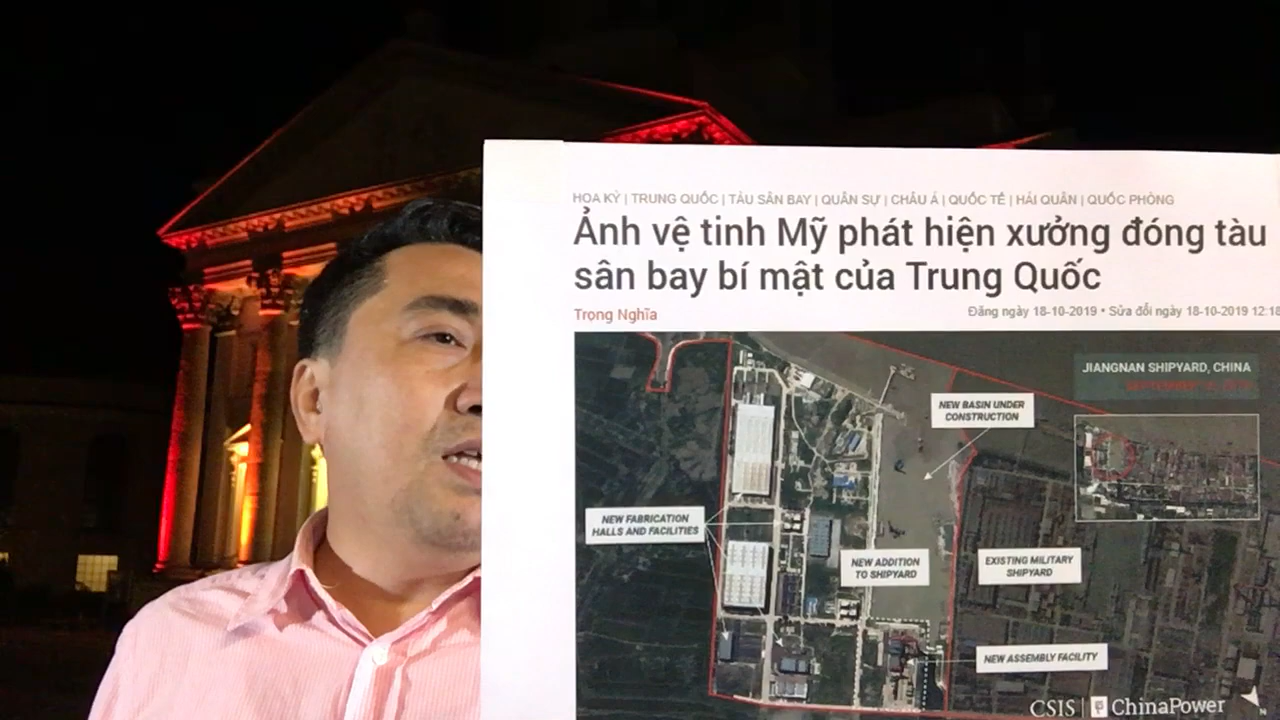 HOA KỲ | TRUNG QUỐC | TÀU SÂN BAY | QUÂN SỰ | CHÂU Á | QUỐC TẾ | HẢI QUÂN | QUỐC PHÒNG
Ảnh vệ tinh Mỹ phát hiện xưởng đóng tàu
sân bay bí mật của Trung Quốc
Trọng Nghĩa
Đăng ngày 18-10-2019 • Sửa đổi ngày 18-10-2019 12:18
JIANGNAN SHIPYARD, CHINA
NEW BASIN UNDER
CONSTRUCTION
NEW FABRICATION
HALLS AND FACILITIES
NEW ADDITION
TO SHIPYARD
EXISTING MILITARY
SHIPYARD
NEW ASSEMBLY FACILITY
CSIS | ChinaPower
N